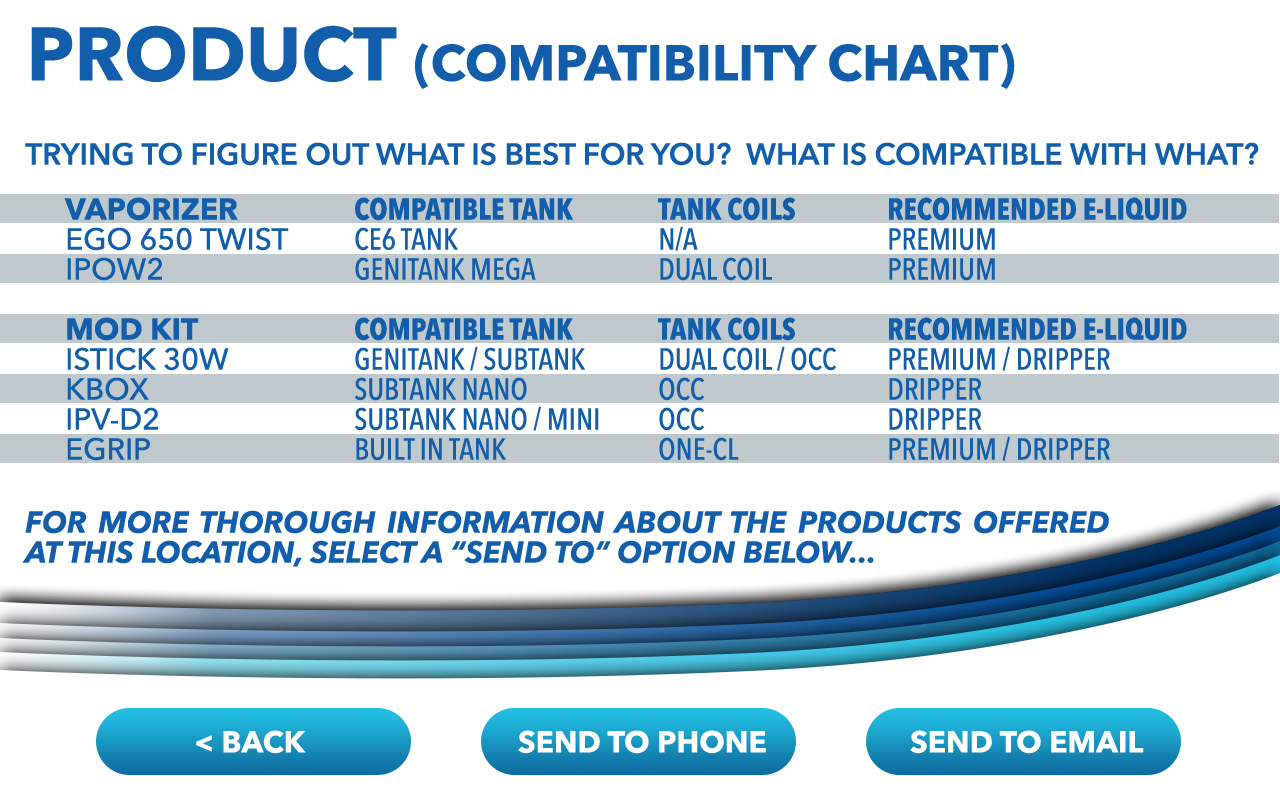 PRODUCT (COMPATIBILITY CHART)
TRYING TO FIGURE OUT WHAT IS BEST FOR YOU? WHAT IS COMPATIBLE WITH WHAT?
VAPORIZER COMPATIBLE TANK TANK COILS RECOMMENDED E-LIQUID
EGO 650 TWIST CE6 TANK N/A PREMIUM
IPOW2 GENITANK MEGA DUAL COIL PREMIUM
MOD KIT COMPATIBLE TANK TANK COILS RECOMMENDED E-LIQUID
ISTICK 30W GENITANK / SUBTANK DUAL COIL / OCC PREMIUM / DRIPPER
KBOX SUBTANK NANO OCC DRIPPER
IPV-D2 SUBTANK NANO / MINI OCC DRIPPER
EGRIP BUILT IN TANK ONE-CL PREMIUM / DRIPPER
FOR MORE THOROUGH INFORMATION ABOUT THE PRODUCTS OFFERED
AT THIS LOCATION, SELECT A “SEND TO” OPTION BELOW...
< BACK SEND TO PHONE SEND TO EMAIL